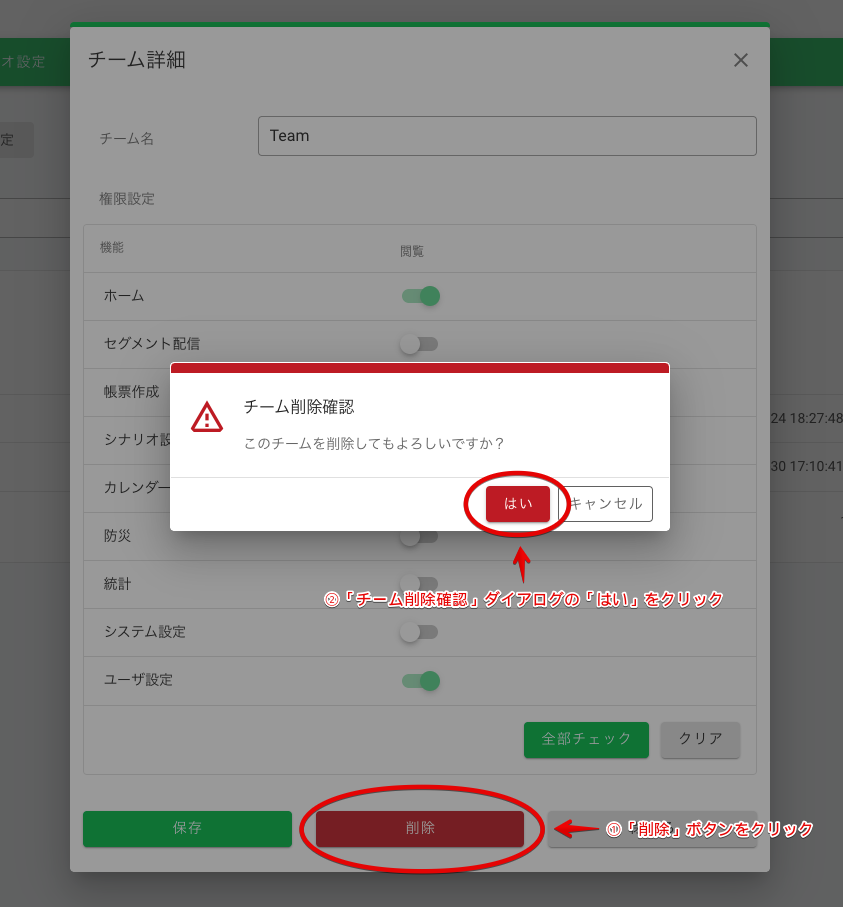 オ設定
チーム詳細
定
チーム名
Team
権限設定
機能
閲覧
ホーム
セグメント配信
帳票作成
チーム削除確認
24 18:27:48
シナリオ設
このチームを削除してもよろしいですか？
30 17:10:41
カレンダー
はい
キャンセル
防災
統計
②「チーム削除確認」ダイアログの「はい」をクリック
システム設定
ユーザ設定
全部チェック
クリア
保存
削除
①「削除」ボタンをクリック